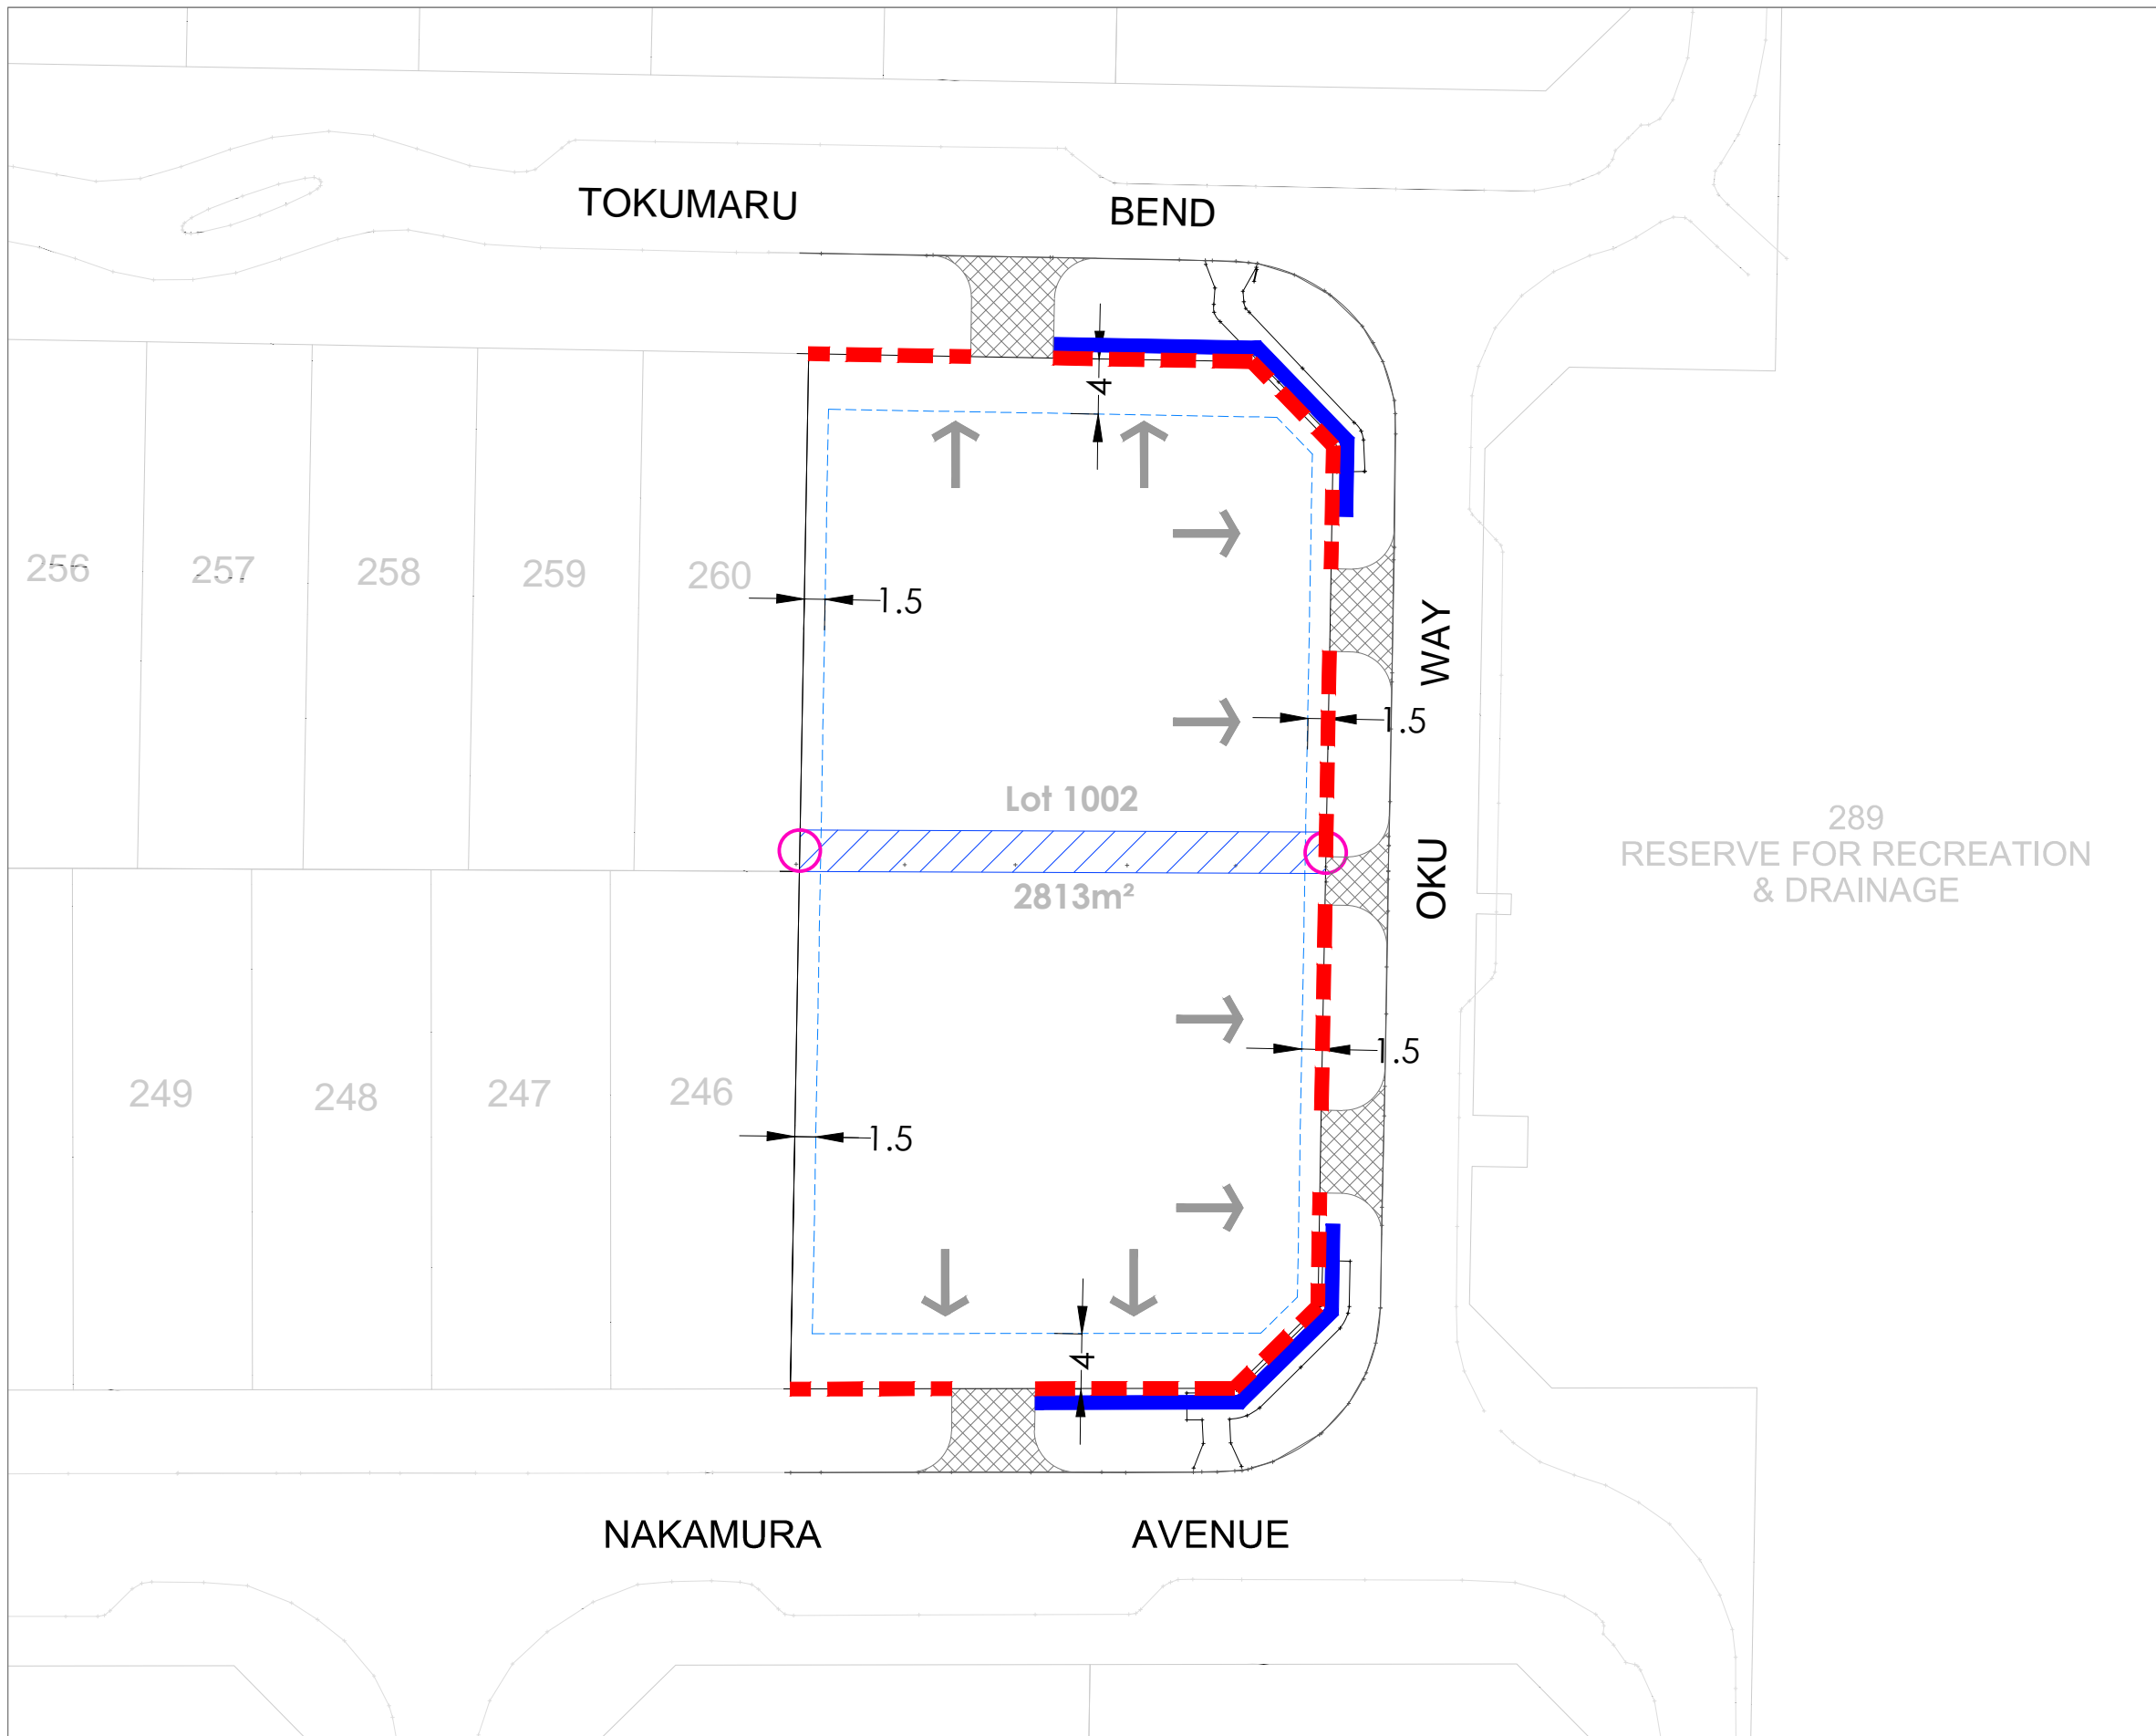 TOKUMARU BEND
4
256 257 258 259 260
1.5
WAY
1.5
Lot 1002
2813m²
OKU
289
RESERVE FOR RECREATION
& DRAINAGE
1.5
249 248 247 246
1.5
4
NAKAMURA AVENUE